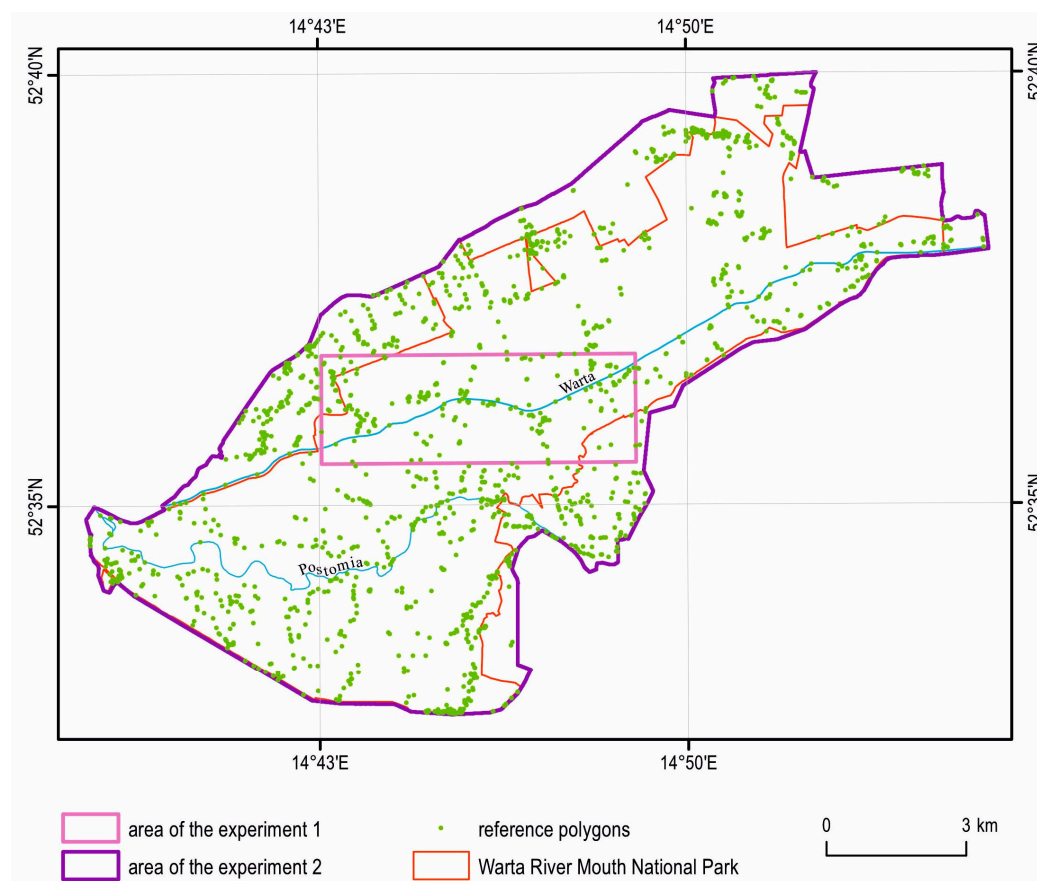 14°43'E 14°50'E
52°40'N 52°40'N
Warta
52°35'N 52°35'N
Postomia
14°43'E 14°50'E
area of the experiment 1 reference polygons 0 3 km
area of the experiment 2 Warta River Mouth National Park